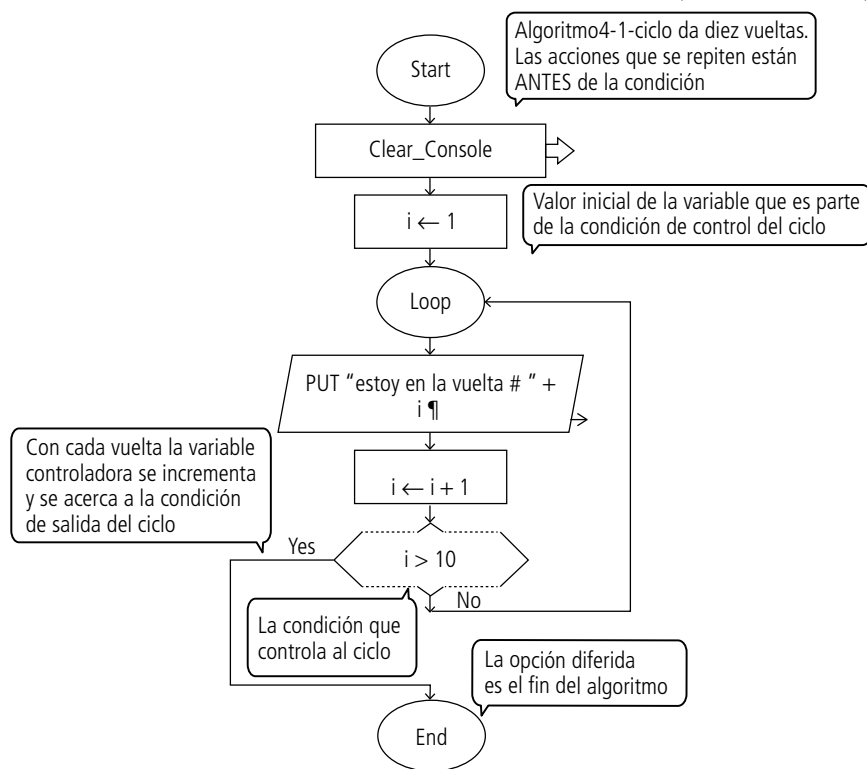 Algoritmo4-1-ciclo da diez vueltas.
Las acciones que se repiten están
ANTES de la condición
Start
Clear_Console
Valor inicial de la variable que es parte
de la condición de control del ciclo
i ← 1
Loop
PUT “estoy en la vuelta # ” +
i ¶
Con cada vuelta la variable
controladora se incrementa
y se acerca a la condición
de salida del ciclo
i ← i + 1
Yes
i > 10
No
La condición que
controla al ciclo
La opción diferida
es el fin del algoritmo
End